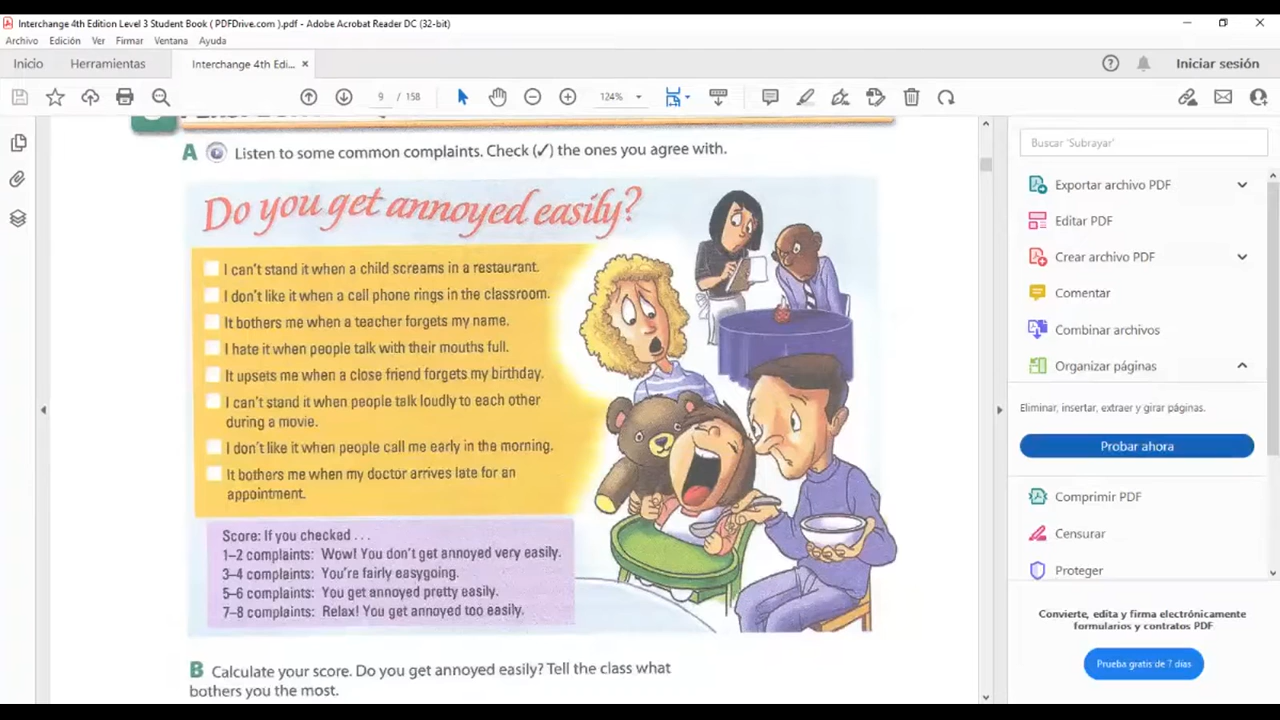 Interchange 4th Edition Level 3 Student Book ( PDFDrive.com ).pdf - Adobe Acrobat Reader DC (32-bit)
Archivo Edición Ver Firmar Ventana Ayuda
Inicio Herramientas Interchange 4th Edi... × Iniciar sesión
9 / 158 124%
A Listen to some common complaints. Check (✓) the ones you agree with.
Do you get annoyed easily?
I can't stand it when a child screams in a restaurant.
I don't like it when a cell phone rings in the classroom.
It bothers me when a teacher forgets my name.
I hate it when people talk with their mouths full.
It upsets me when a close friend forgets my birthday.
I can't stand it when people talk loudly to each other
during a movie.
I don't like it when people call me early in the morning.
It bothers me when my doctor arrives late for an
appointment.
Score: If you checked . . .
1–2 complaints: Wow! You don't get annoyed very easily.
3–4 complaints: You're fairly easygoing.
5–6 complaints: You get annoyed pretty easily.
7–8 complaints: Relax! You get annoyed too easily.
B Calculate your score. Do you get annoyed easily? Tell the class what
bothers you the most.
Buscar 'Subrayar'
Exportar archivo PDF
Editar PDF
Crear archivo PDF
Comentar
Combinar archivos
Organizar páginas
Eliminar, insertar, extraer y girar páginas.
Probar ahora
Comprimir PDF
Censurar
Proteger
Convierte, edita y firma electrónicamente
formularios y contratos PDF
Prueba gratis de 7 días